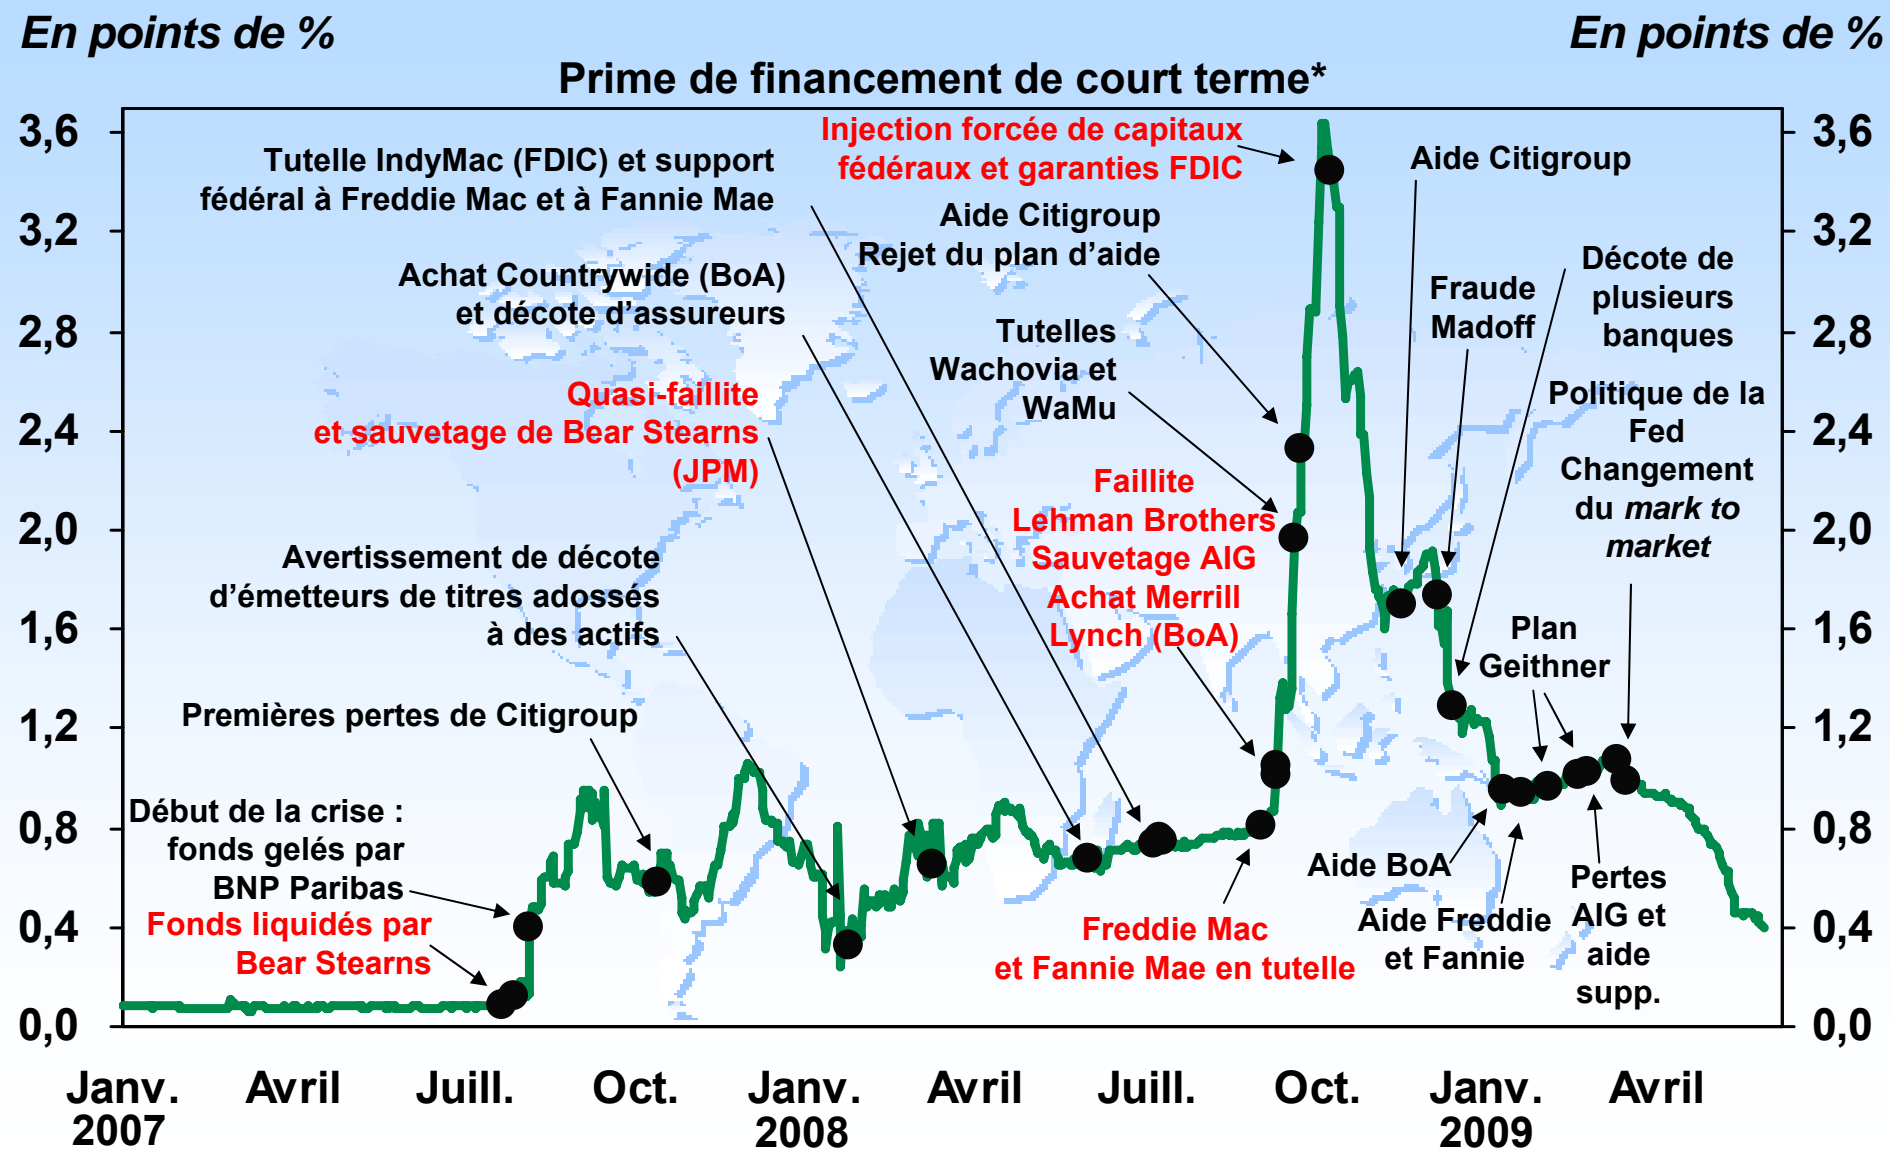 En points de %
En points de %
Prime de financement de court terme*
3,6
3,2
2,8
2,4
2,0
1,6
1,2
0,8
0,4
0,0
3,6
3,2
2,8
2,4
2,0
1,6
1,2
0,8
0,4
0,0
Tutelle IndyMac (FDIC) et support
fédéral à Freddie Mac et à Fannie Mae
Achat Countrywide (BoA)
et décote d’assureurs
Quasi-faillite
et sauvetage de Bear Stearns
(JPM)
Avertissement de décote
d’émetteurs de titres adossés
à des actifs
Premières pertes de Citigroup
Début de la crise :
fonds gelés par
BNP Paribas
Fonds liquidés par
Bear Stearns
Injection forcée de capitaux
fédéraux et garanties FDIC
Aide Citigroup
Rejet du plan d’aide
Tutelles
Wachovia et
WaMu
Faillite
Lehman Brothers
Sauvetage AIG
Achat Merrill
Lynch (BoA)
Freddie Mac
et Fannie Mae en tutelle
Aide Citigroup
Fraude
Madoff
Décote de
plusieurs
banques
Politique de la
Fed
Changement
du mark to
market
Plan
Geithner
Aide BoA
Aide Freddie
et Fannie
Pertes
AIG et
aide
supp.
Janv.
2007
Avril
Juill.
Oct.
Janv.
2008
Avril
Juill.
Oct.
Janv.
2009
Avril